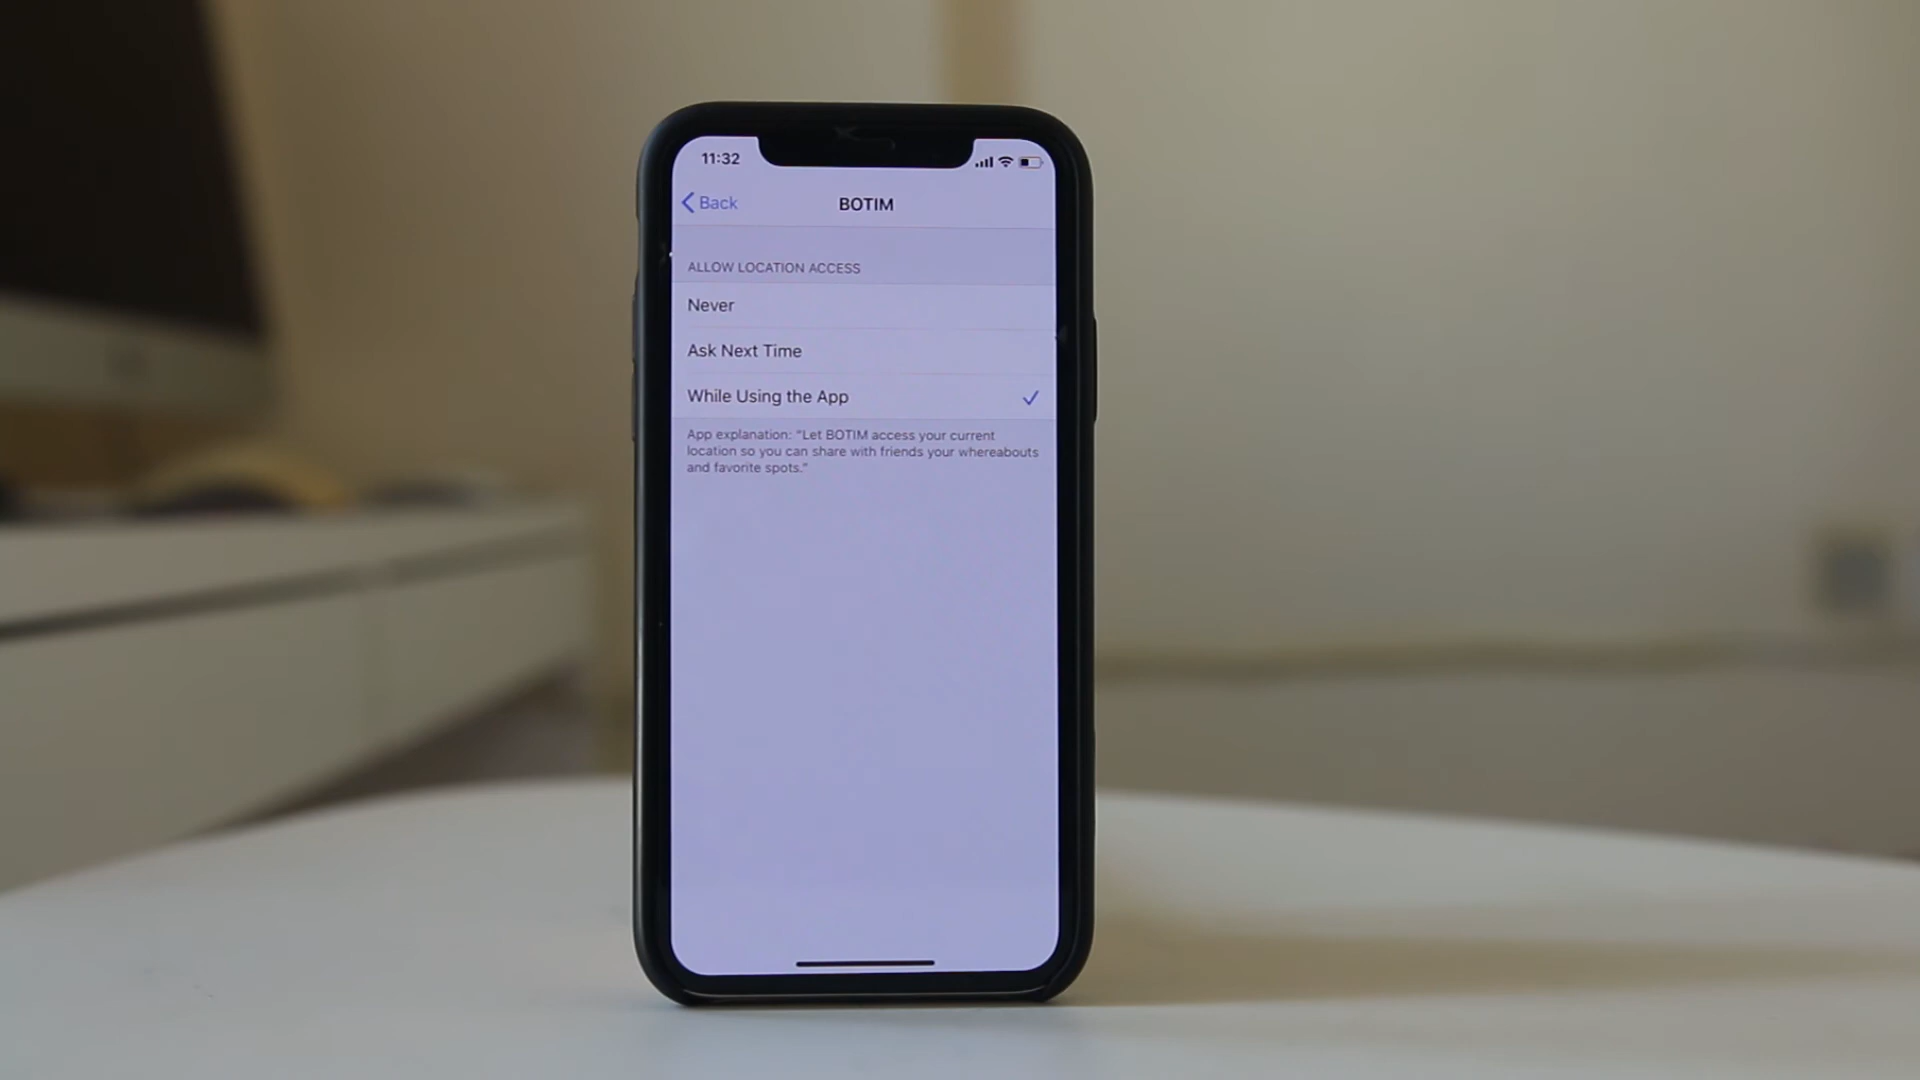 11:32
Back
BOTIM
ALLOW LOCATION ACCESS
Never
Ask Next Time
While Using the App
App explanation: “Let BOTIM access your current
location so you can share with friends your whereabouts
and favorite spots.”